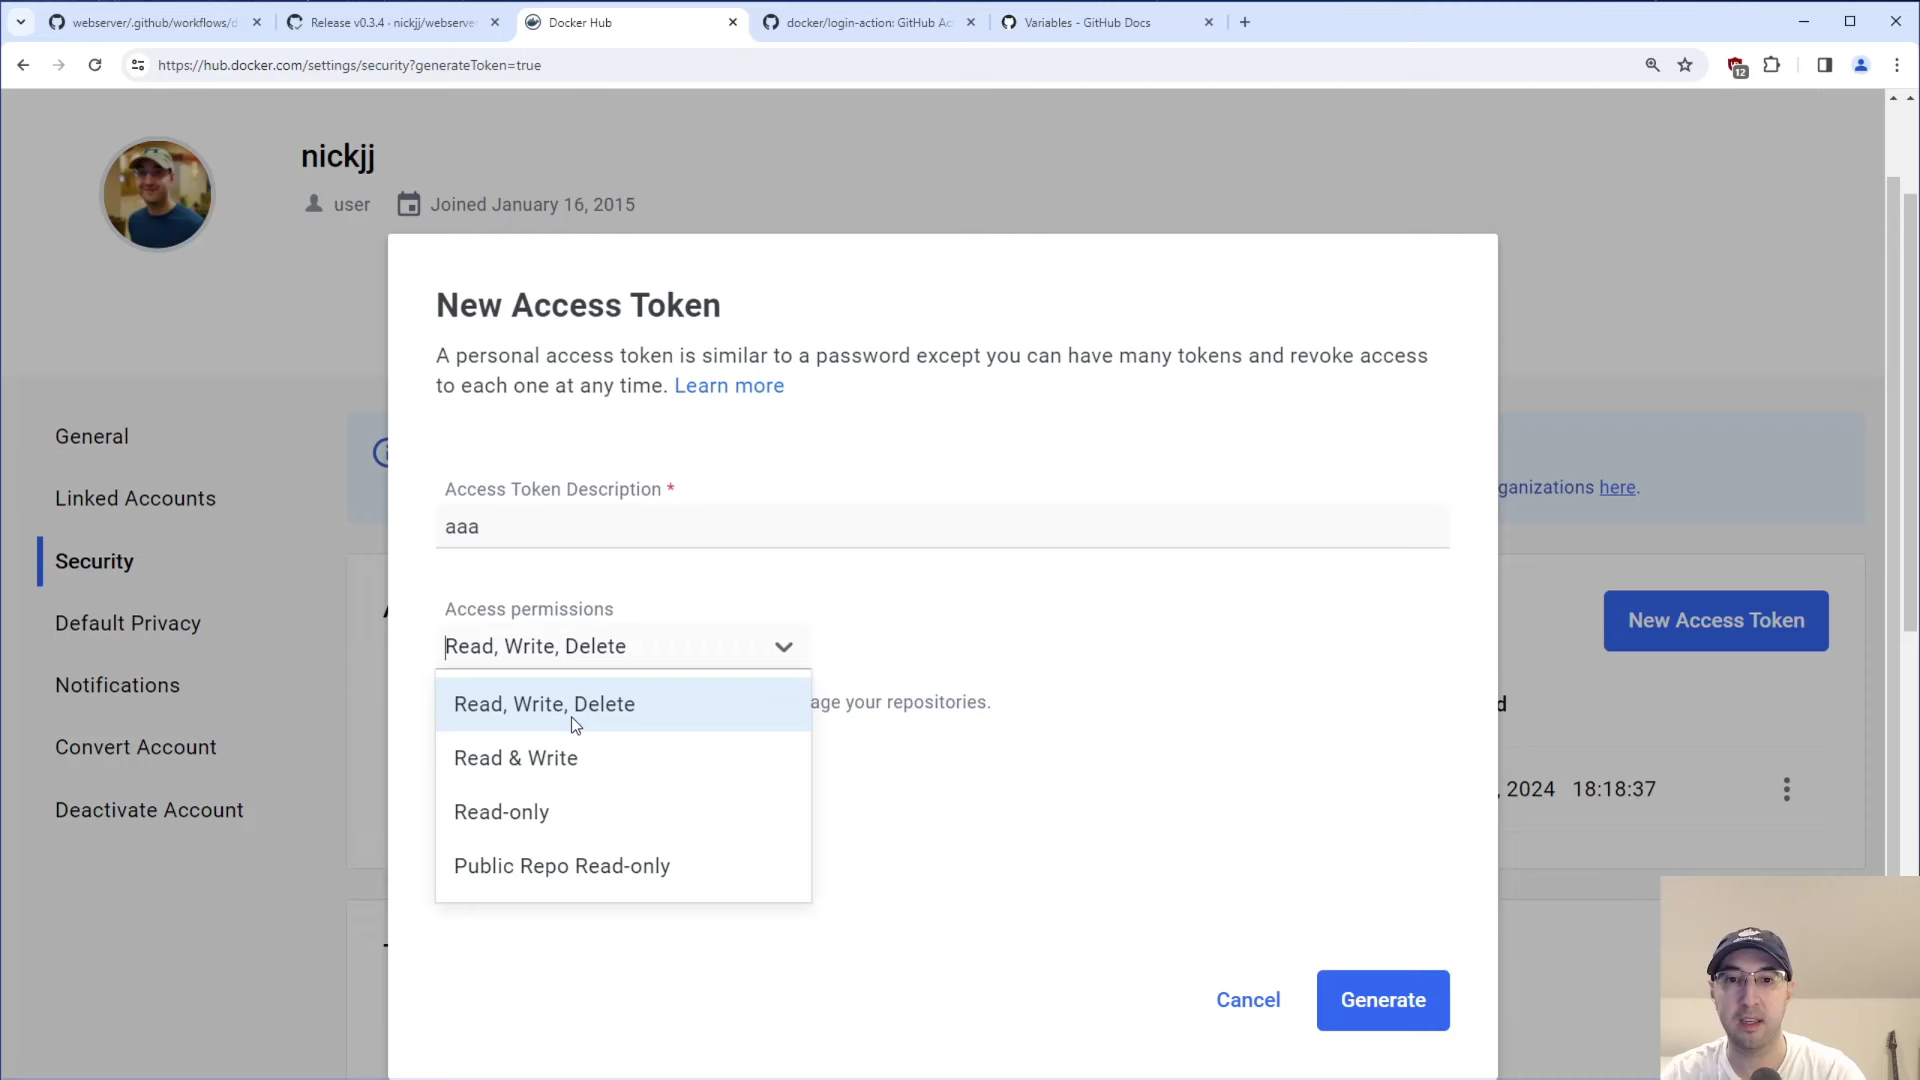 webserver/.github/workflows/d
Release v0.3.4 · nickjj/webserve
Docker Hub
docker/login-action: GitHub Ac
Variables - GitHub Docs
https://hub.docker.com/settings/security?generateToken=true
12
nickjj
user
Joined January 16, 2015
New Access Token
A personal access token is similar to a password except you can have many tokens and revoke access
to each one at any time. Learn more
General
Linked Accounts
Security
Default Privacy
Notifications
Convert Account
Deactivate Account
ganizations here.
Access Token Description *
aaa
Access permissions
Read, Write, Delete
Read, Write, Delete
Read & Write
Read-only
Public Repo Read-only
age your repositories.
New Access Token
d
, 2024 18:18:37
Cancel
Generate